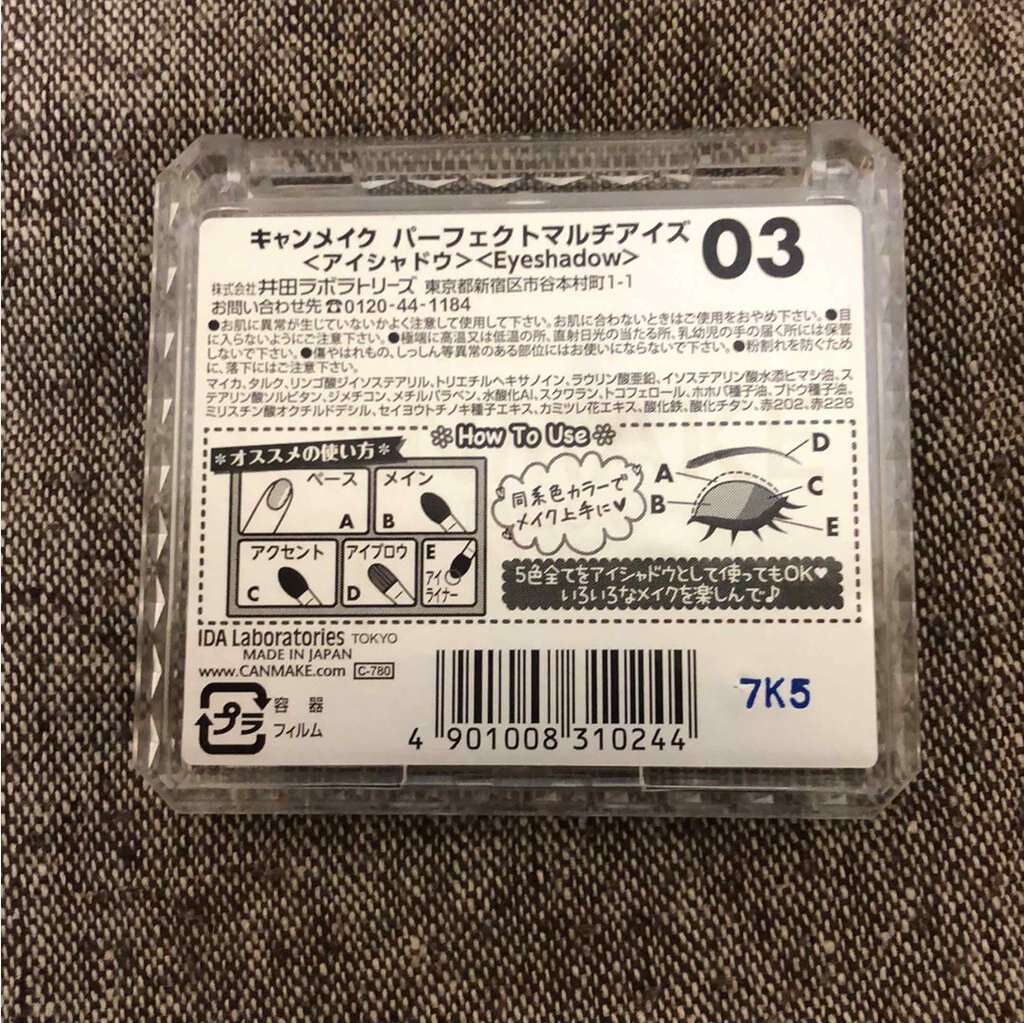 キャンメイク パーフェクトマルチアイズ
<アイシャドウ><Eyeshadow>
03
株式会社 井田ラボラトリーズ 東京都新宿区市谷本村町1-1
お問い合わせ先☎0120-44-1184
●お肌に異常が生じていないかよく注意して使用して下さい。お肌に合わないときはご使用をおやめ下さい。●目
に入らないようにご注意下さい。●極端に高温又は低温の所、直射日光の当たる所、乳幼児の手の届く所には保管
しないで下さい。●傷やはれもの、しっしん等異常のある部位にはお使いにならないで下さい。●粉割れを防ぐため
に、落下にはご注意下さい。
マイカ、タルク、リンゴ酸ジイソステアリル、トリエチルヘキサノイン、ラウリン酸亜鉛、イソステアリン酸水添ヒマシ油、ス
テアリン酸ソルビタン、ジメチコン、メチルパラベン、水酸化Al、スクワラン、トコフェロール、ホホバ種子油、ブドウ種子油、
ミリスチン酸オクチルドデシル、セイヨウトチノキ種子エキス、カミツレ花エキス、酸化鉄、酸化チタン、赤202、赤226
How To Use
*オススメの使い方*
ベース
A
メイン
B
アクセント
C
アイブロウ
D
E
アイ
ライナー
同系色カラーで
メイク上手に♥
A
B
D
C
E
5色全てをアイシャドウとして使ってもOK♥
いろいろなメイクを楽しんで♪
IDA Laboratories TOKYO
MADE IN JAPAN
www.CANMAKE.com C-780
プラ
容 器
フィルム
4 901008 310244
7K5